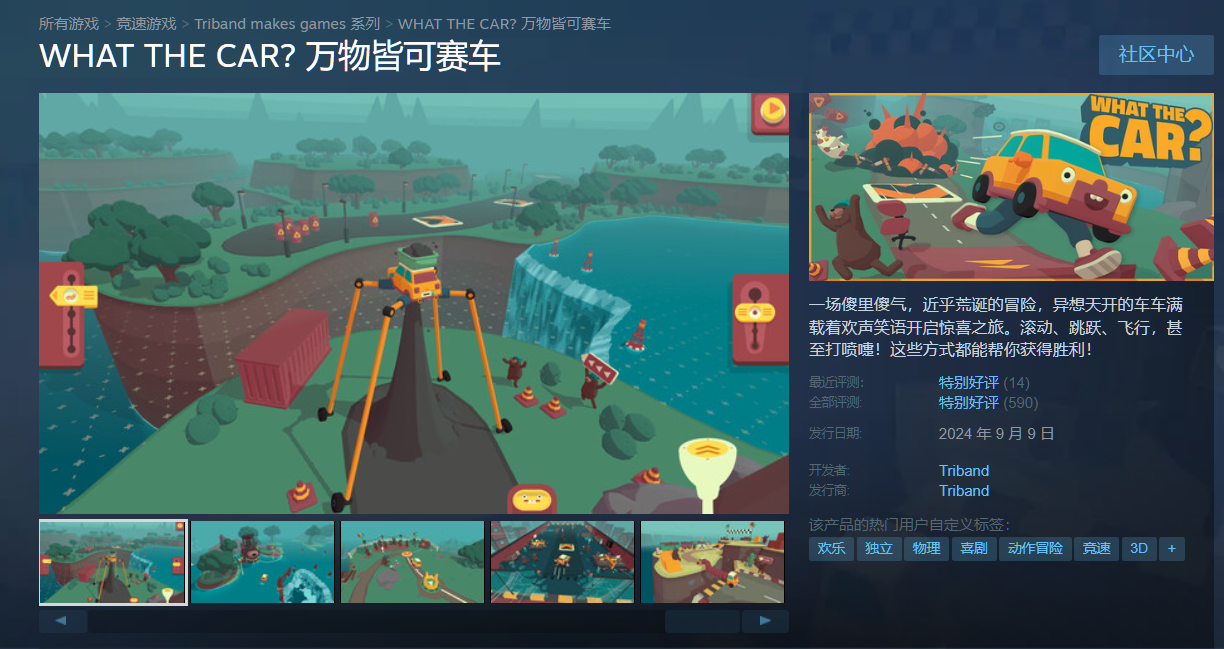 所有游戏 > 竞速游戏 > Triband makes games 系列 > WHAT THE CAR? 万物皆可赛车
WHAT THE CAR? 万物皆可赛车
社区中心
WHAT THE
CAR?
一场傻里傻气，近乎荒诞的冒险，异想天开的车车满
载着欢声笑语开启惊喜之旅。滚动、跳跃、飞行，甚
至打喷嚏！这些方式都能帮你获得胜利！
最近评测: 特别好评 (14)
全部评测: 特别好评 (590)
发行日期: 2024 年 9 月 9 日
开发者: Triband
发行商: Triband
该产品的热门用户自定义标签:
欢乐 独立 物理 喜剧 动作冒险 竞速 3D +